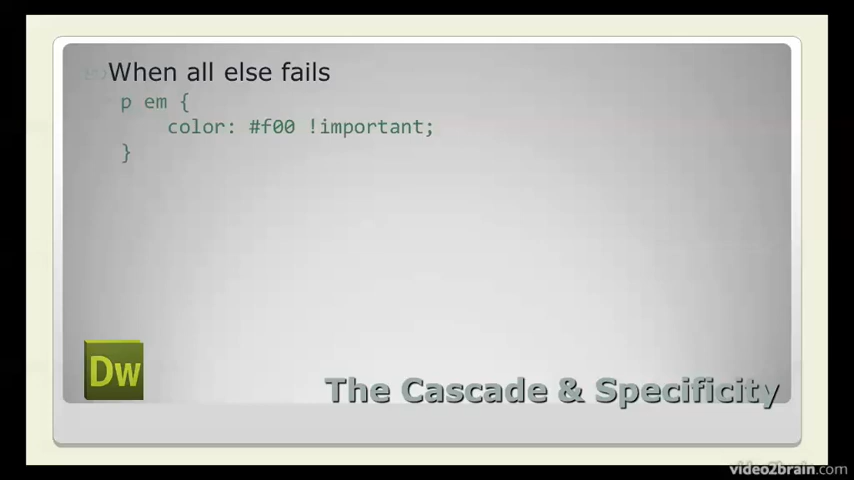 When all else fails
p em {
color: #f00 !important;
}
Dw
The Cascade & Specificity
video2brain.com